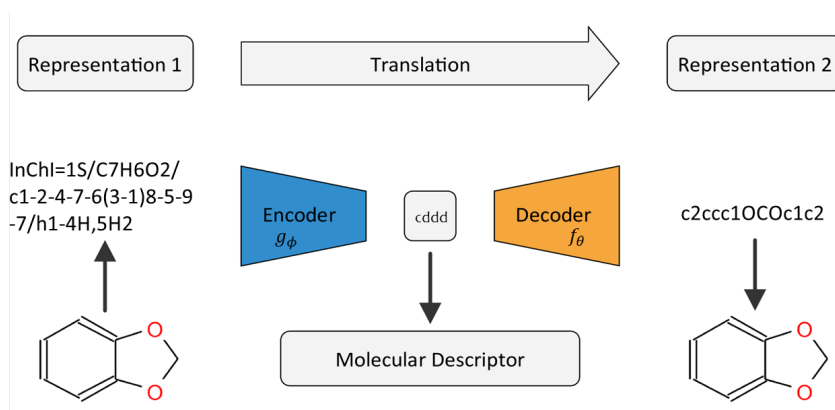 Representation 1
Translation
Representation 2
InChI=1S/C7H6O2/
c1-2-4-7-6(3-1)8-5-9
-7/h1-4H,5H2
Encoder
gϕ
cddd
Decoder
fθ
c2ccc1OCOc1c2
Molecular Descriptor
O
O
O
O